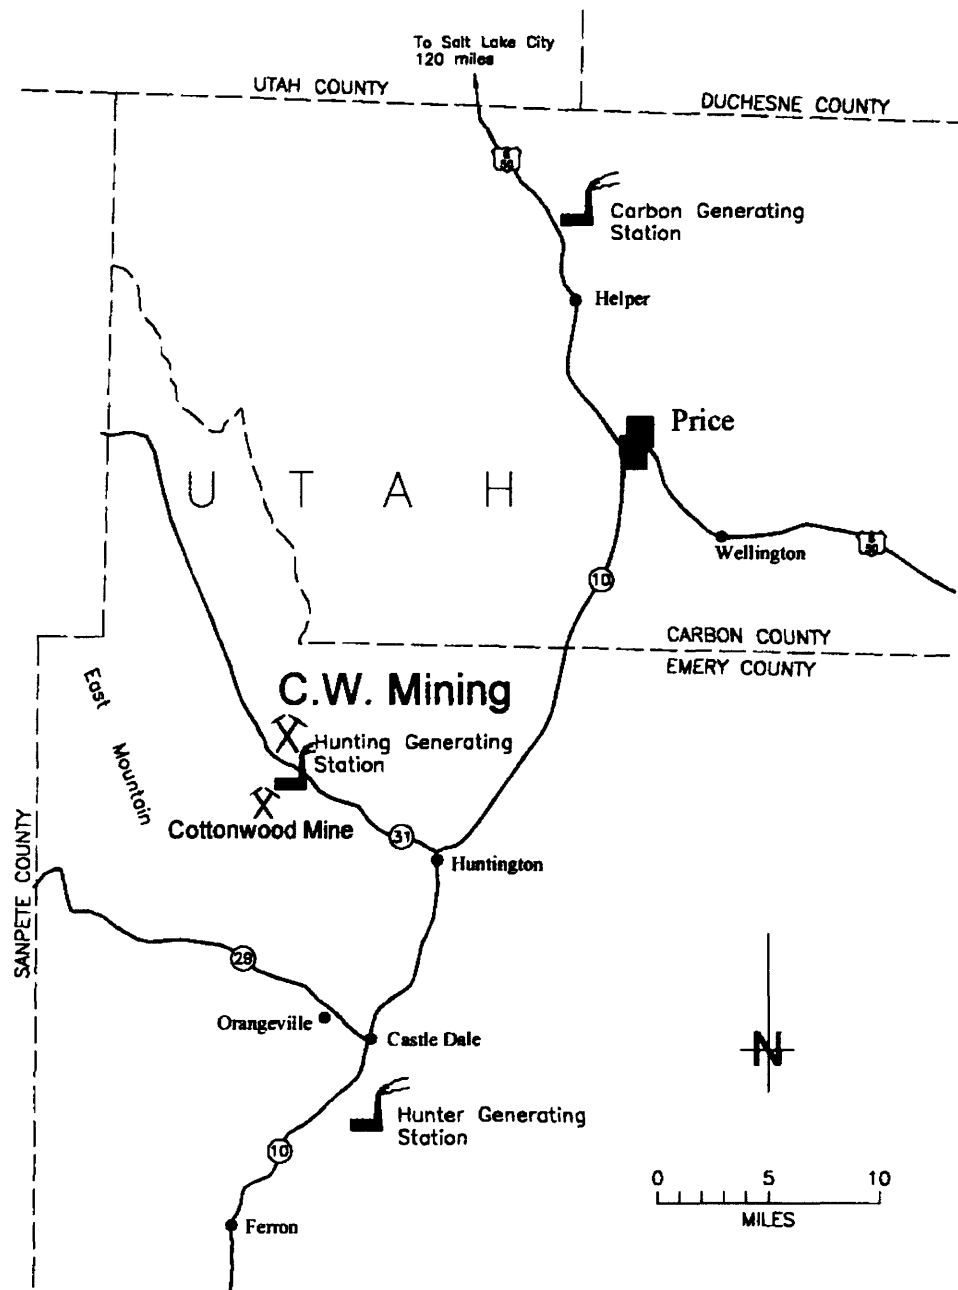 To Salt Lake City
120 miles
UTAH COUNTY
DUCHESNE COUNTY
Carbon Generating
Station
Helper
Price
U T A H
Wellington
10
CARBON COUNTY
EMERY COUNTY
East Mountain
C.W. Mining
Hunting Generating
Station
Cottonwood Mine
31
Huntington
SANPETE COUNTY
29
Orangeville
Castle Dale
N
Hunter Generating
Station
10
0 5 10
MILES
Ferron